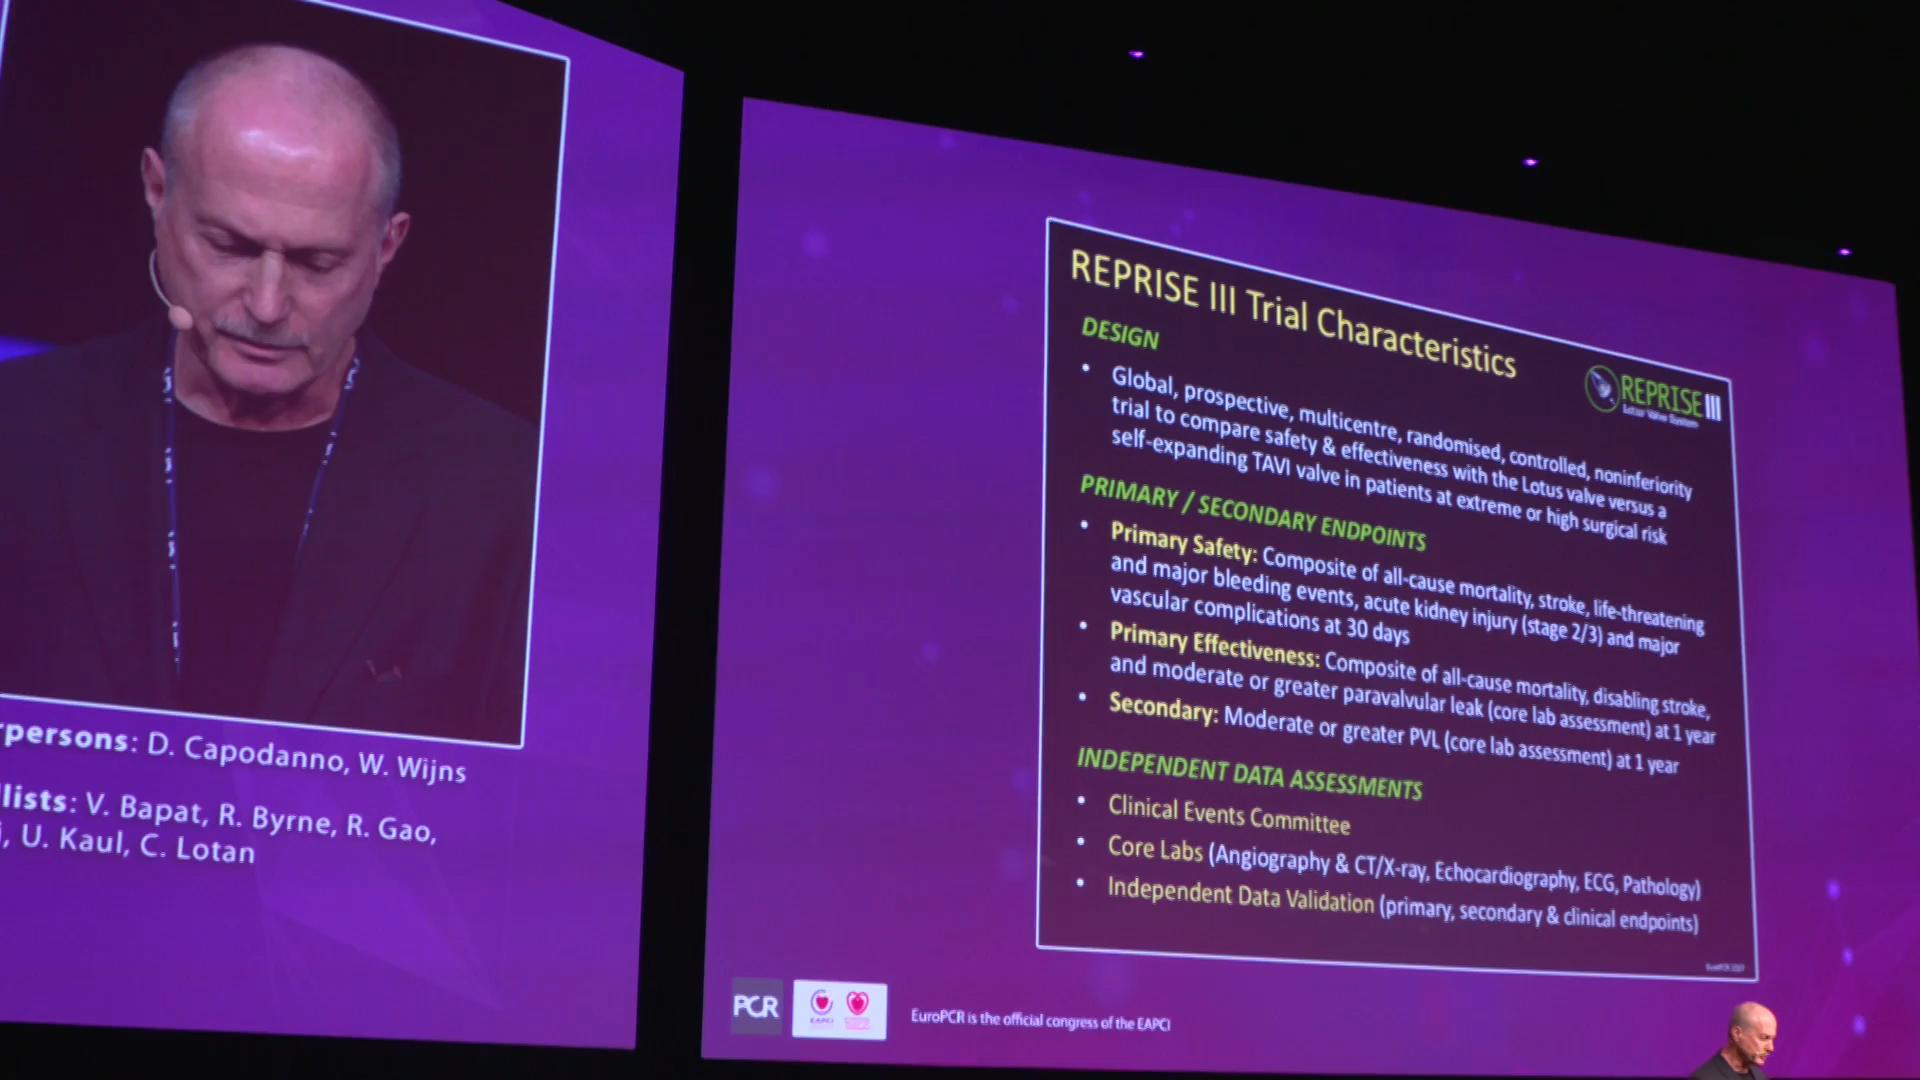 rpersons: D. Capodanno, W. Wijns
llists: V. Bapat, R. Byrne, R. Gao,
i, U. Kaul, C. Lotan
REPRISE III Trial Characteristics
REPRISE III
Lotus Valve System
DESIGN
• Global, prospective, multicentre, randomised, controlled, noninferiority
trial to compare safety & effectiveness with the Lotus valve versus a
self-expanding TAVI valve in patients at extreme or high surgical risk
PRIMARY / SECONDARY ENDPOINTS
• Primary Safety: Composite of all-cause mortality, stroke, life-threatening
and major bleeding events, acute kidney injury (stage 2/3) and major
vascular complications at 30 days
• Primary Effectiveness: Composite of all-cause mortality, disabling stroke,
and moderate or greater paravalvular leak (core lab assessment) at 1 year
• Secondary: Moderate or greater PVL (core lab assessment) at 1 year
INDEPENDENT DATA ASSESSMENTS
• Clinical Events Committee
• Core Labs (Angiography & CT/X-ray, Echocardiography, ECG, Pathology)
• Independent Data Validation (primary, secondary & clinical endpoints)
EuroPCR 2017
PCR
EAPCI
EuroPCR is the official congress of the EAPCI